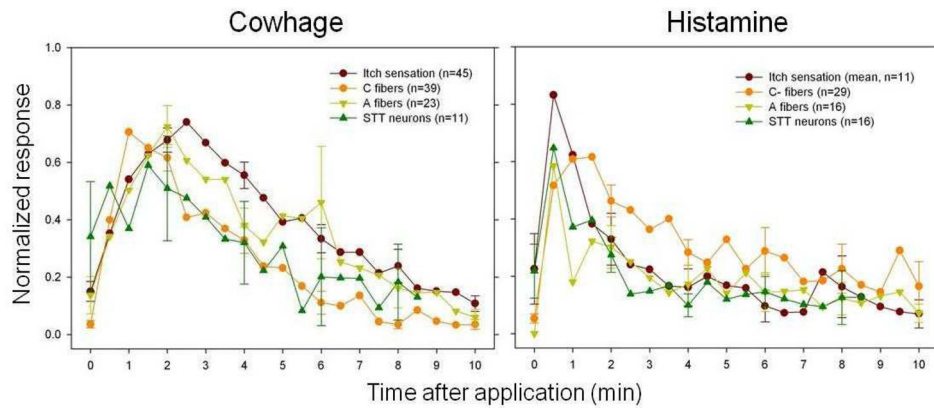 Cowhage
Histamine
Normalized response
1.0
0.8
0.6
0.4
0.2
0.0
Itch sensation (n=45)
C fibers (n=39)
A fibers (n=23)
STT neurons (n=11)
Itch sensation (mean, n=11)
C- fibers (n=29)
A fibers (n=16)
STT neurons (n=16)
0 1 2 3 4 5 6 7 8 9 10
0 1 2 3 4 5 6 7 8 9 10
Time after application (min)